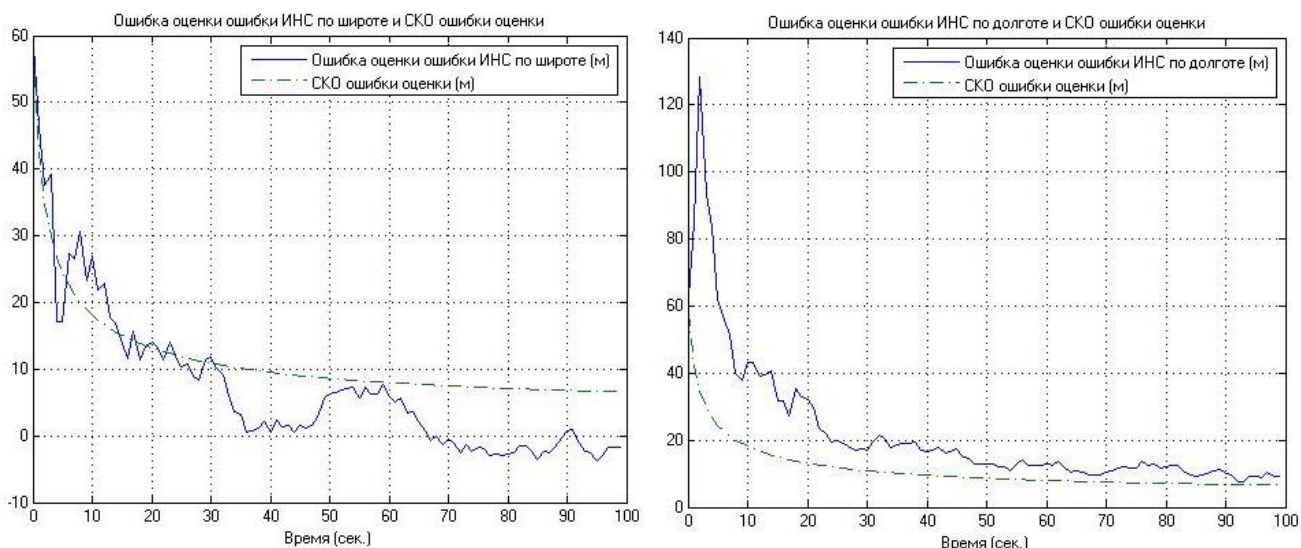 Ошибка оценки ошибки ИНС по широте и СКО ошибки оценки
Ошибка оценки ошибки ИНС по широте (м)
СКО ошибки оценки (м)
60
50
40
30
20
10
0
-10
0 10 20 30 40 50 60 70 80 90 100
Время (сек.)
Ошибка оценки ошибки ИНС по долготе и СКО ошибки оценки
Ошибка оценки ошибки ИНС по долготе (м)
СКО ошибки оценки (м)
140
120
100
80
60
40
20
0
0 10 20 30 40 50 60 70 80 90 100
Время (сек.)